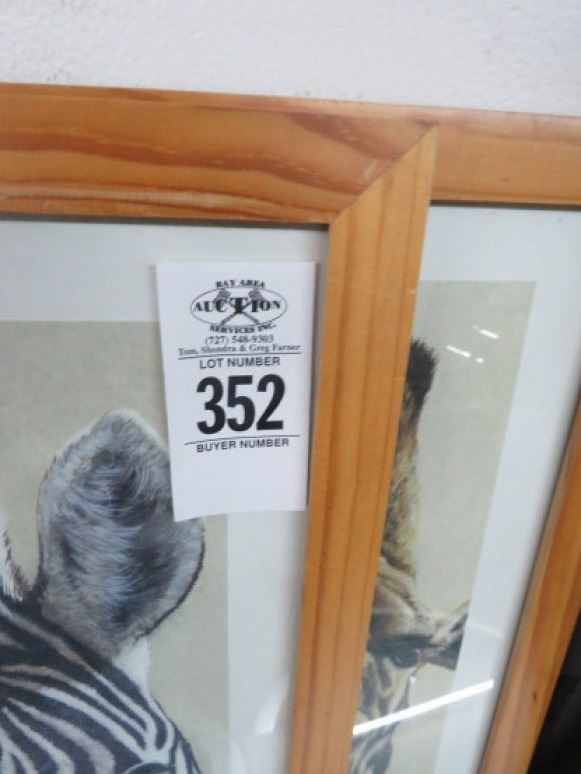 BAY AREA
AUCTION
SERVICES INC.
(727) 548-9303
Tom, Shondra & Greg Farner
LOT NUMBER
352
BUYER NUMBER